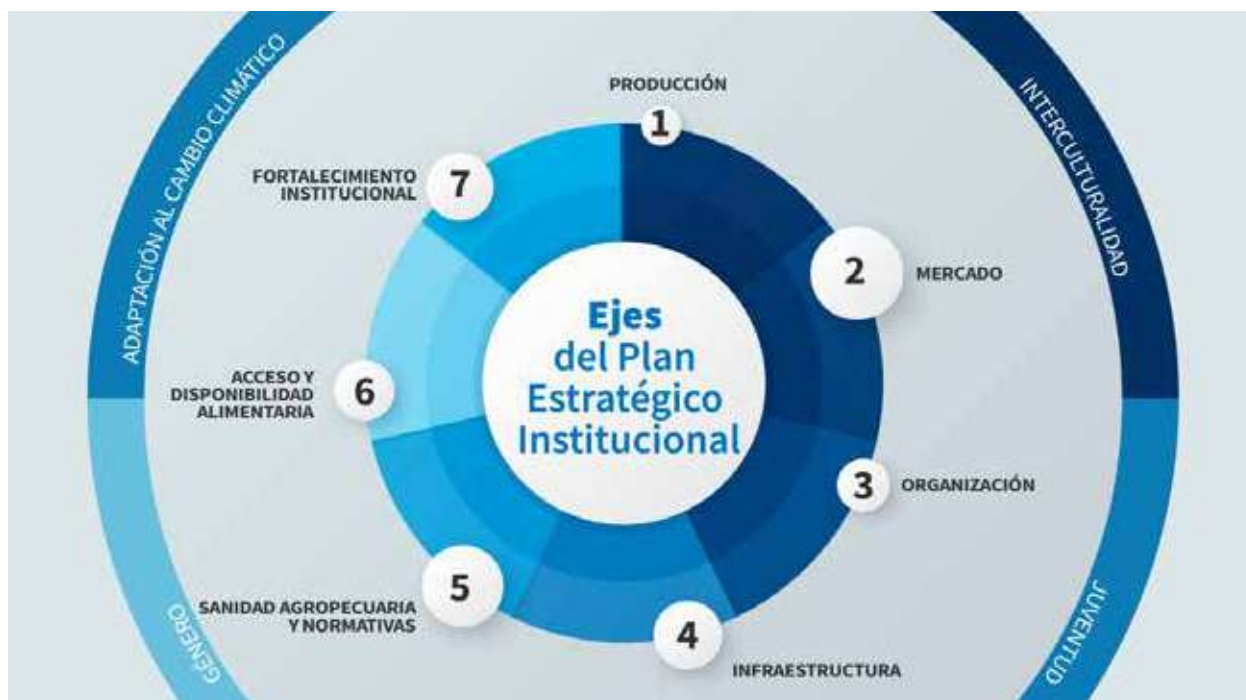 ADAPTACIÓN AL CAMBIO CLIMÁTICO
INTERCULTURALIDAD
PRODUCCIÓN
1
FORTALECIMIENTO
INSTITUCIONAL
7
2
MERCADO
Ejes
del Plan
Estratégico
Institucional
ACCESO Y
DISPONIBILIDAD
ALIMENTARIA
6
3
ORGANIZACIÓN
SANIDAD AGROPECUARIA
Y NORMATIVAS
5
4
INFRAESTRUCTURA
GÉNERO
JUVENTUD